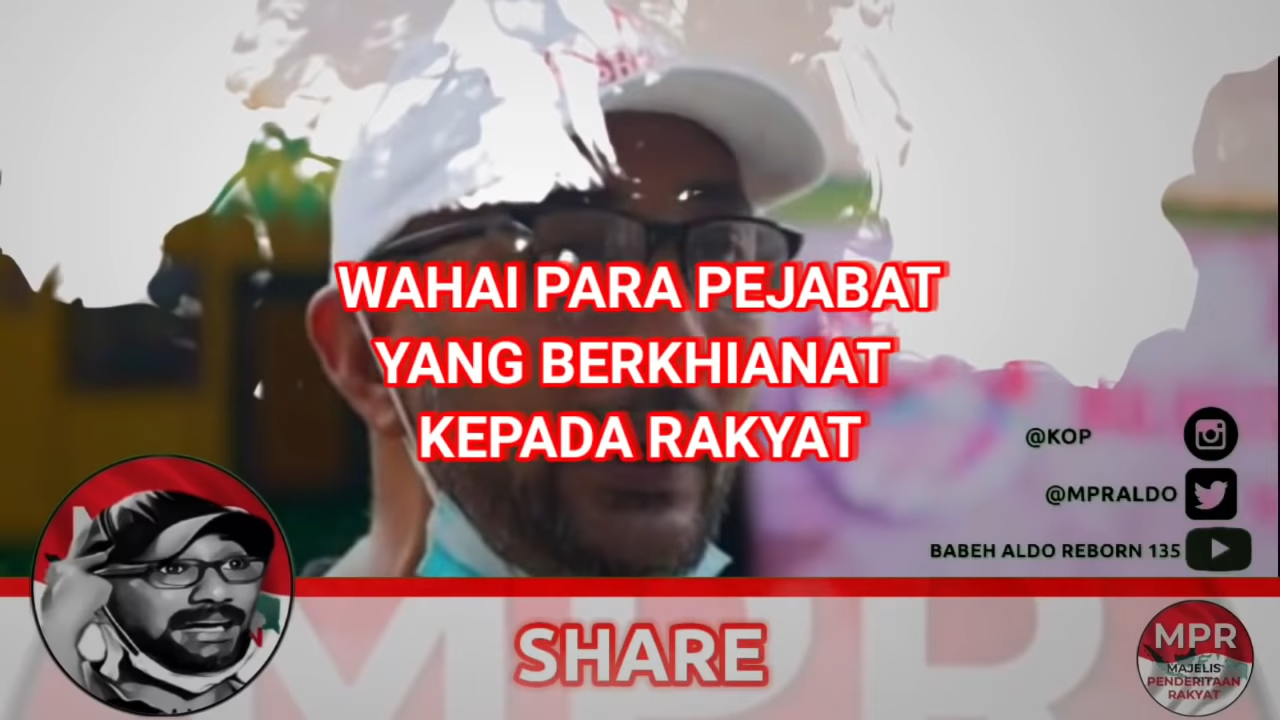 WAHAI PARA PEJABAT
YANG BERKHIANAT
KEPADA RAKYAT
@KOP
@MPRALDO
BABEH ALDO REBORN 135
SHARE
MPR
MAJELIS
PENDERITAAN
RAKYAT